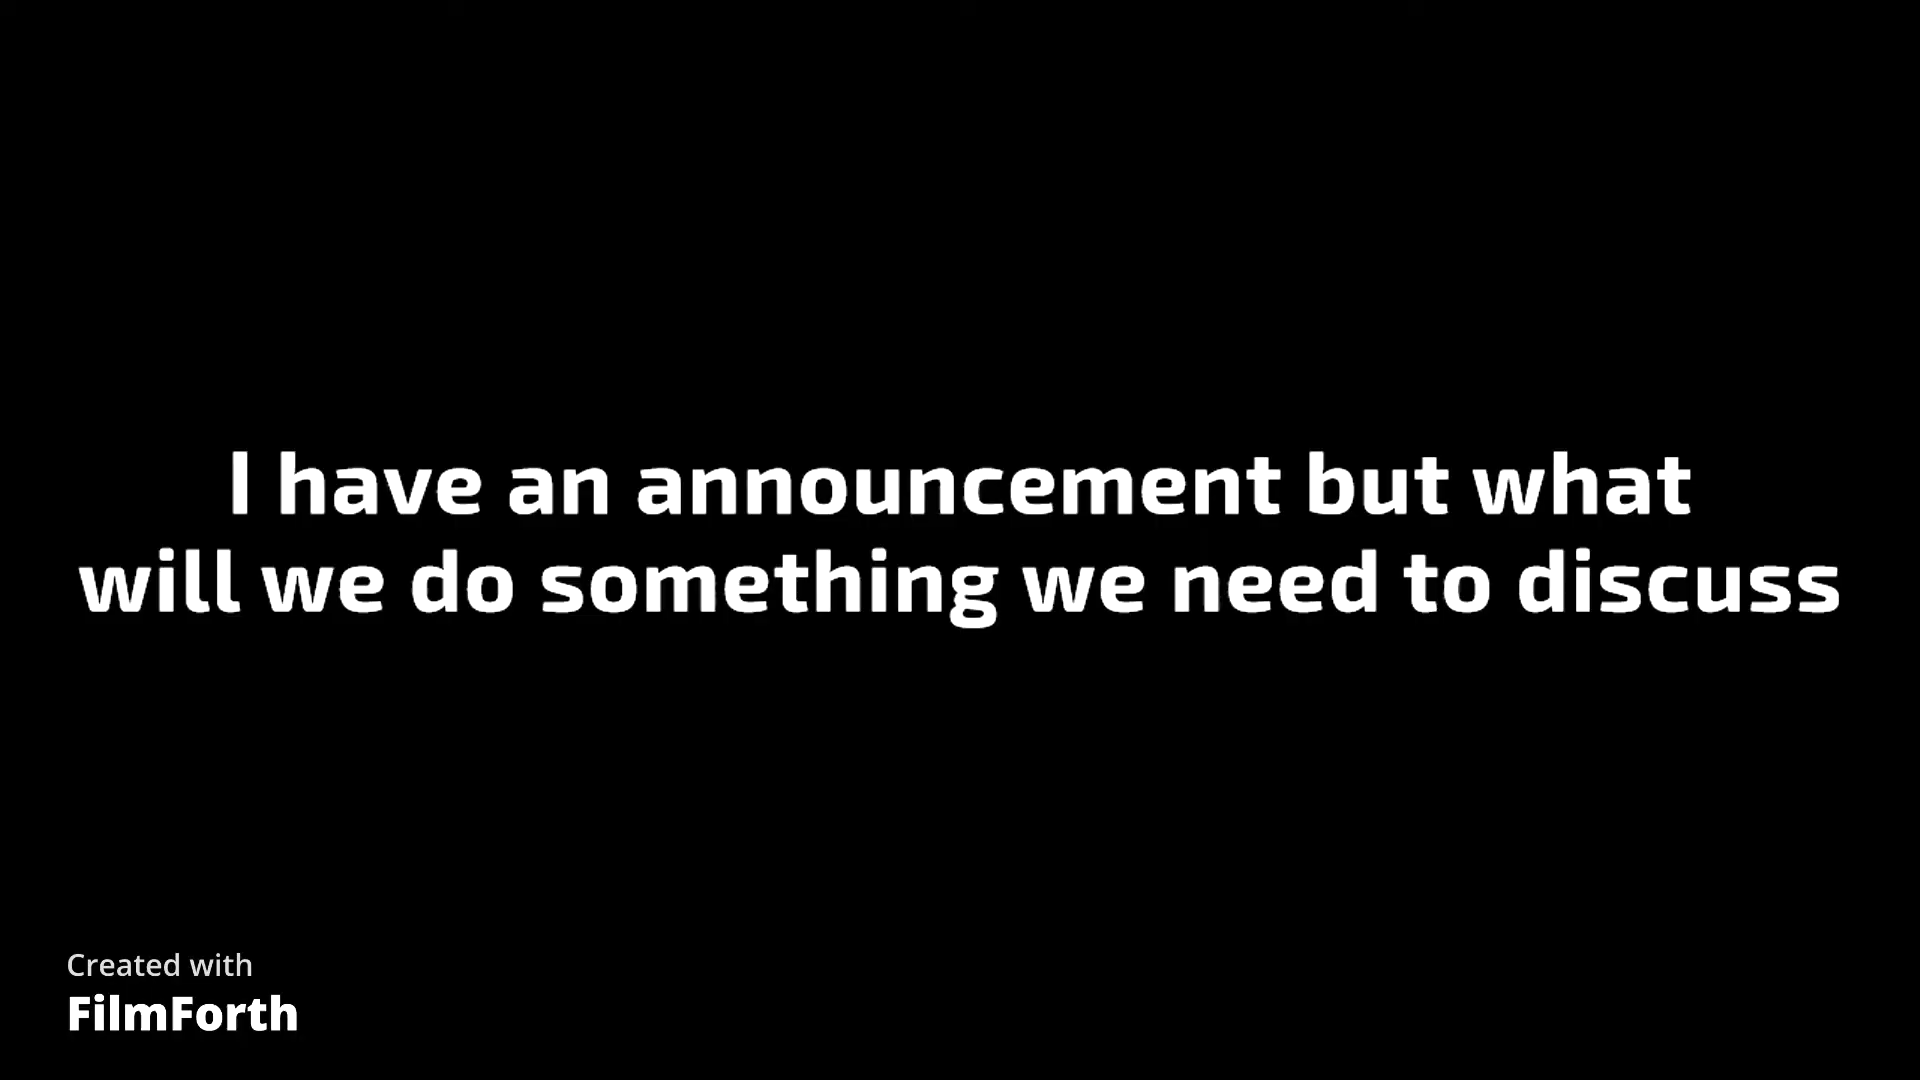 I have an announcement but what
will we do something we need to discuss
Created with
FilmForth